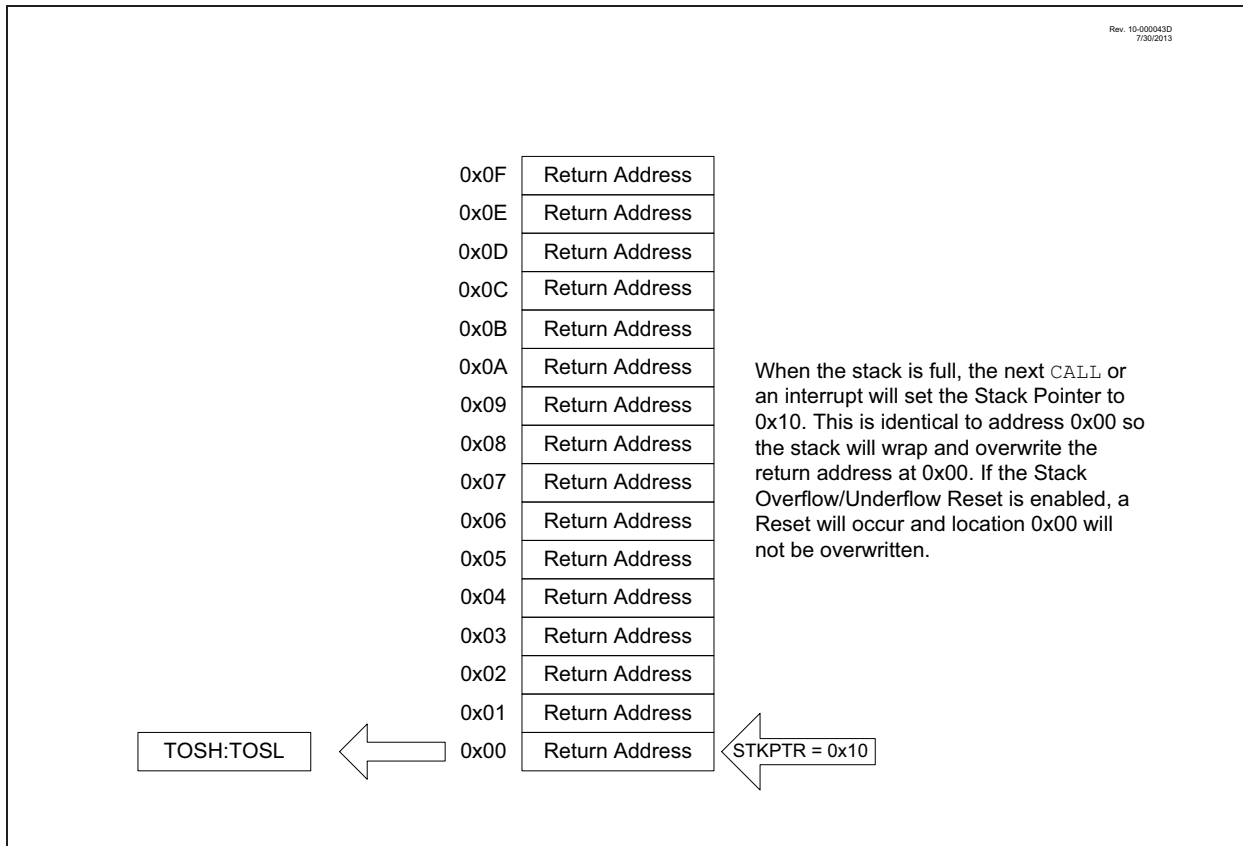 Rev. 10-000043D
7/30/2013
0x0F Return Address
0x0E Return Address
0x0D Return Address
0x0C Return Address
0x0B Return Address
0x0A Return Address
0x09 Return Address
0x08 Return Address
0x07 Return Address
0x06 Return Address
0x05 Return Address
0x04 Return Address
0x03 Return Address
0x02 Return Address
0x01 Return Address
TOSH:TOSL 0x00 Return Address STKPTR = 0x10
When the stack is full, the next CALL or
an interrupt will set the Stack Pointer to
0x10. This is identical to address 0x00 so
the stack will wrap and overwrite the
return address at 0x00. If the Stack
Overflow/Underflow Reset is enabled, a
Reset will occur and location 0x00 will
not be overwritten.